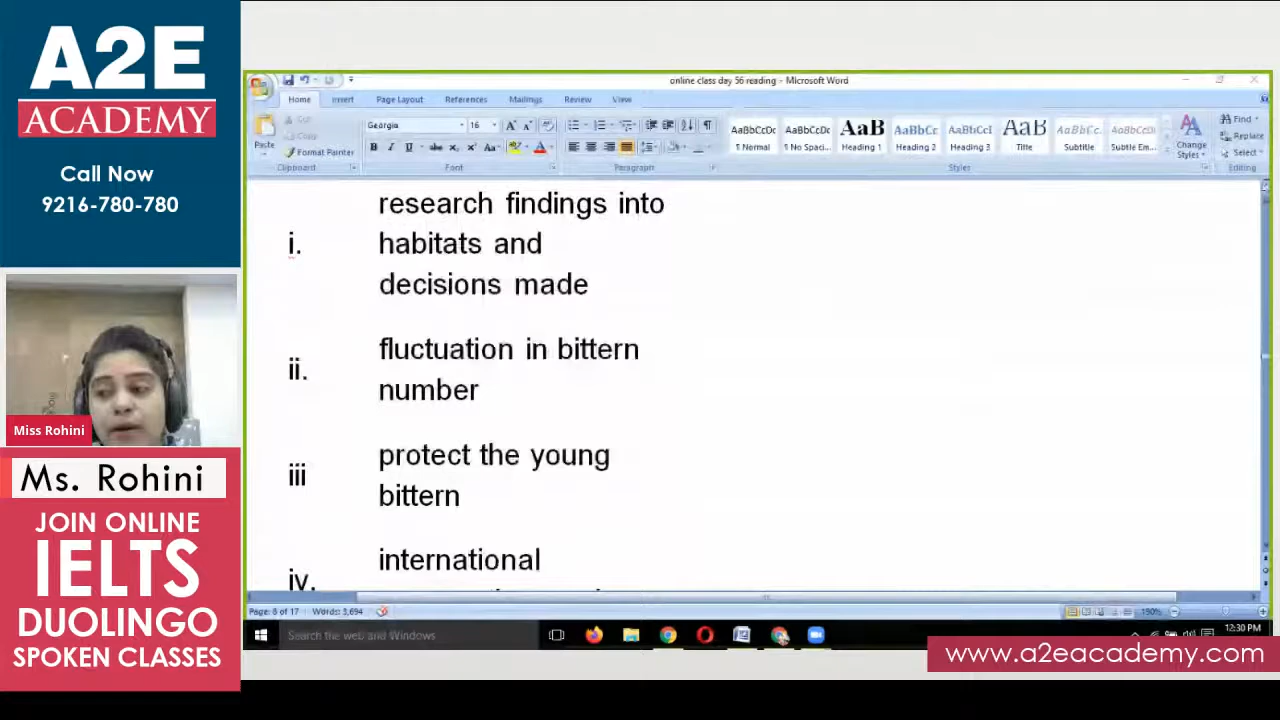 A2E
ACADEMY
Call Now
9216-780-780
Miss Rohini
Ms. Rohini
JOIN ONLINE
IELTS
DUOLINGO
SPOKEN CLASSES
online class day 56 reading - Microsoft Word
Home Insert Page Layout References Mailings Review View
Paste
Cut
Copy
Format Painter
Clipboard
Georgia 16
Font
Paragraph
AaBbCcDc AaBbCcDc AaB AaBbCc AaBbCcI AaB AaBbCc. AaBbCcDi
¶ Normal ¶ No Spaci... Heading 1 Heading 2 Heading 3 Title Subtitle Subtle Em...
Styles
Change
Styles
Find
Replace
Select
Editing
research findings into
i. habitats and
decisions made
fluctuation in bittern
ii.
number
protect the young
iii
bittern
international
iv.
Page: 8 of 17 Words: 3,694
190%
Search the web and Windows
12:30 PM
www.a2eacademy.com